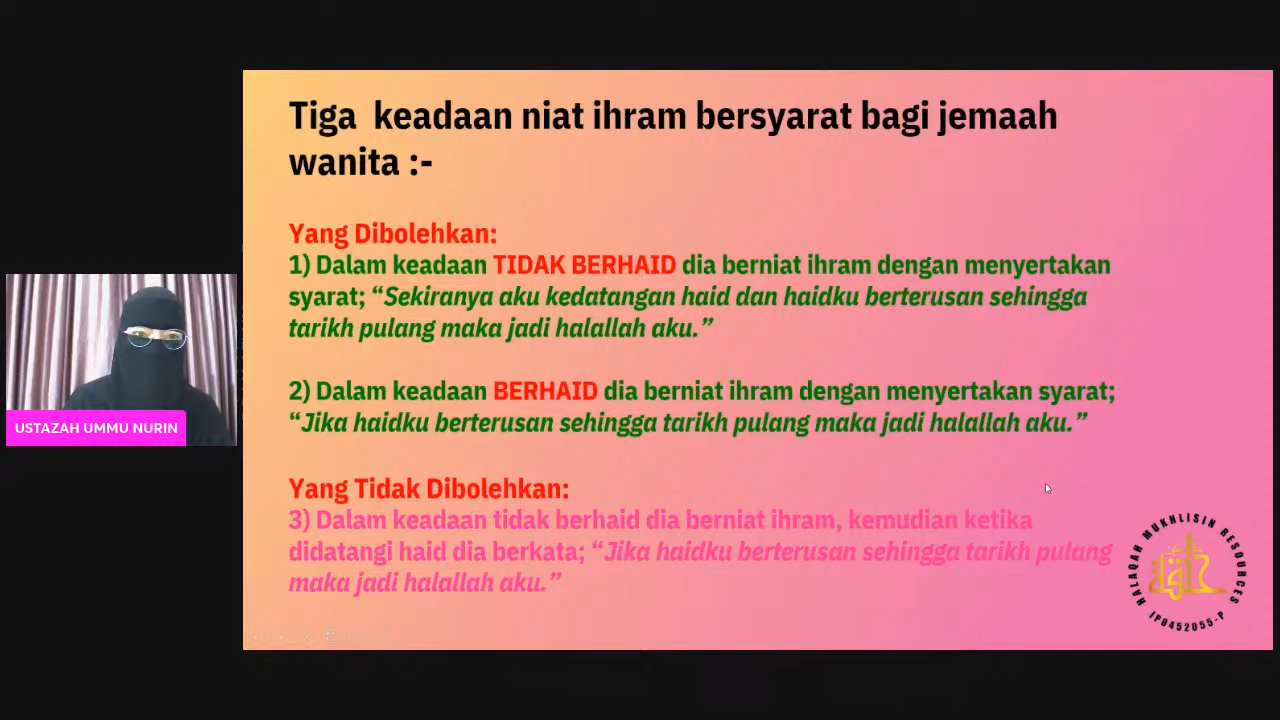 Tiga keadaan niat ihram bersyarat bagi jemaah
wanita :-
Yang Dibolehkan:
1) Dalam keadaan TIDAK BERHAID dia berniat ihram dengan menyertakan
syarat; “Sekiranya aku kedatangan haid dan haidku berterusan sehingga
tarikh pulang maka jadi halallah aku.”
2) Dalam keadaan BERHAID dia berniat ihram dengan menyertakan syarat;
“Jika haidku berterusan sehingga tarikh pulang maka jadi halallah aku.”
Yang Tidak Dibolehkan:
3) Dalam keadaan tidak berhaid dia berniat ihram, kemudian ketika
didatangi haid dia berkata; “Jika haidku berterusan sehingga tarikh pulang
maka jadi halallah aku.”
USTAZAH UMMU NURIN
HALAQAH MUKHLISIN RESOURCES
IP0452055-P